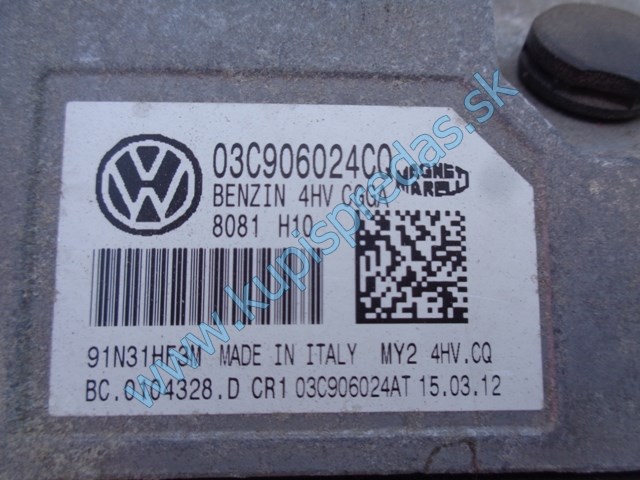 03C906024CQ
BENZIN 4HV CGGA
MAGNETI MARELLI
8081 H10
91N31HF3M MADE IN ITALY MY2 4HV.CQ
BC.0104328.D CR1 03C906024AT 15.03.12
www.kupispredas.sk